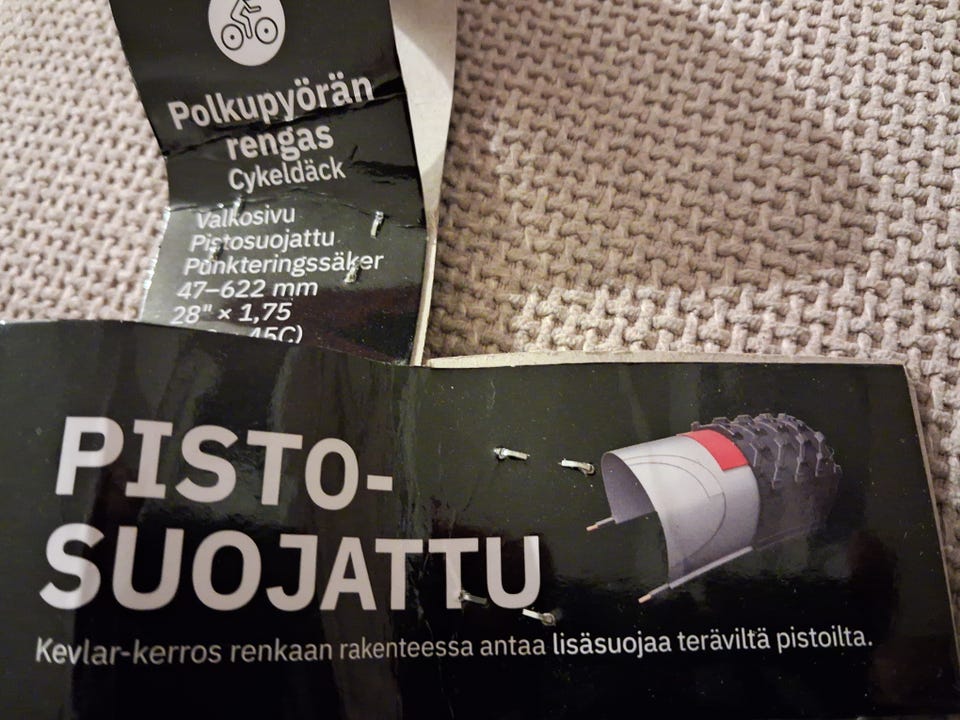 Polkupyörän
rengas
Cykeldäck
Valkosivu
Pistosuojattu
Punkteringssäker
47–622 mm
28" × 1,75
45C)
PISTO-
SUOJATTU
Kevlar-kerros renkaan rakenteessa antaa lisäsuojaa teräviltä pistoilta.